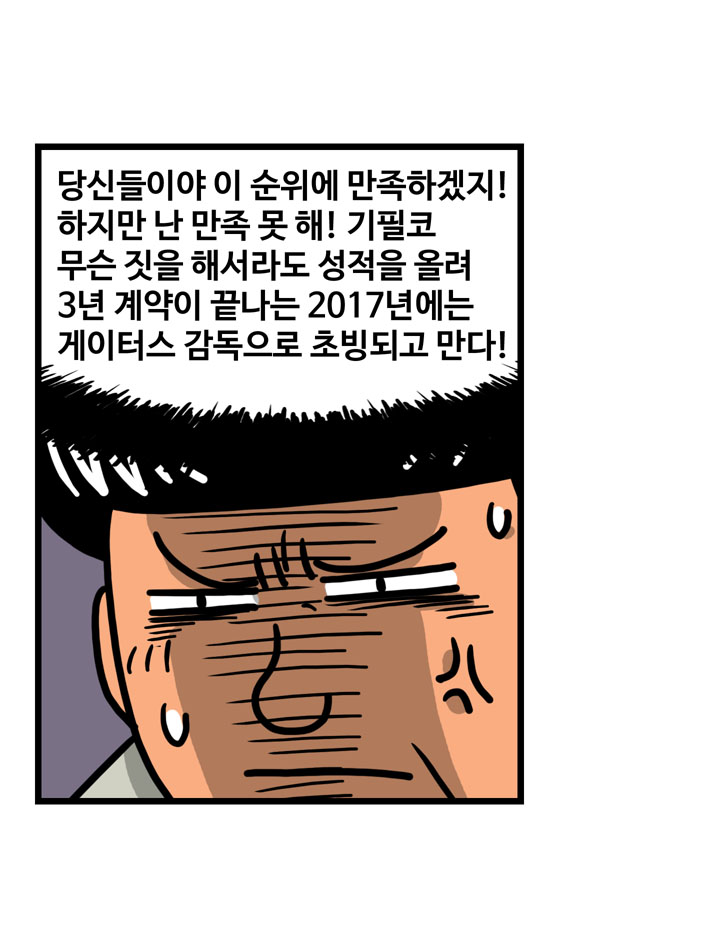 당신들이야 이 순위에 만족하겠지!
하지만 난 만족 못 해! 기필코
무슨 짓을 해서라도 성적을 올려
3년 계약이 끝나는 2017년에는
게이터스 감독으로 초빙되고 만다!